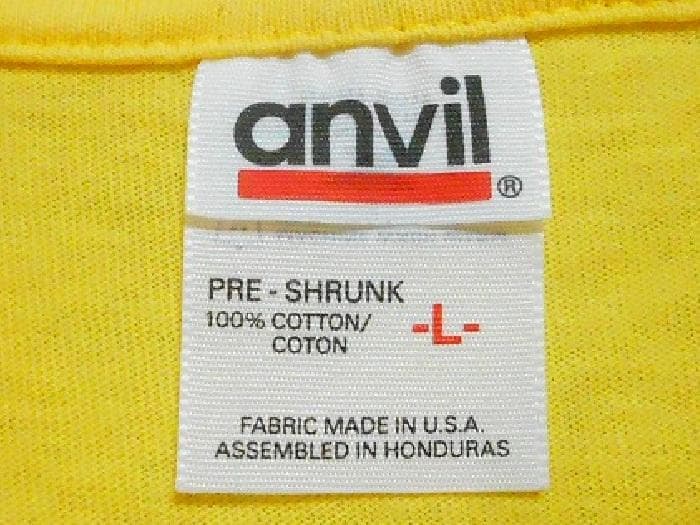 anvil®
PRE - SHRUNK
100% COTTON/
COTON
-L-
FABRIC MADE IN U.S.A.
ASSEMBLED IN HONDURAS